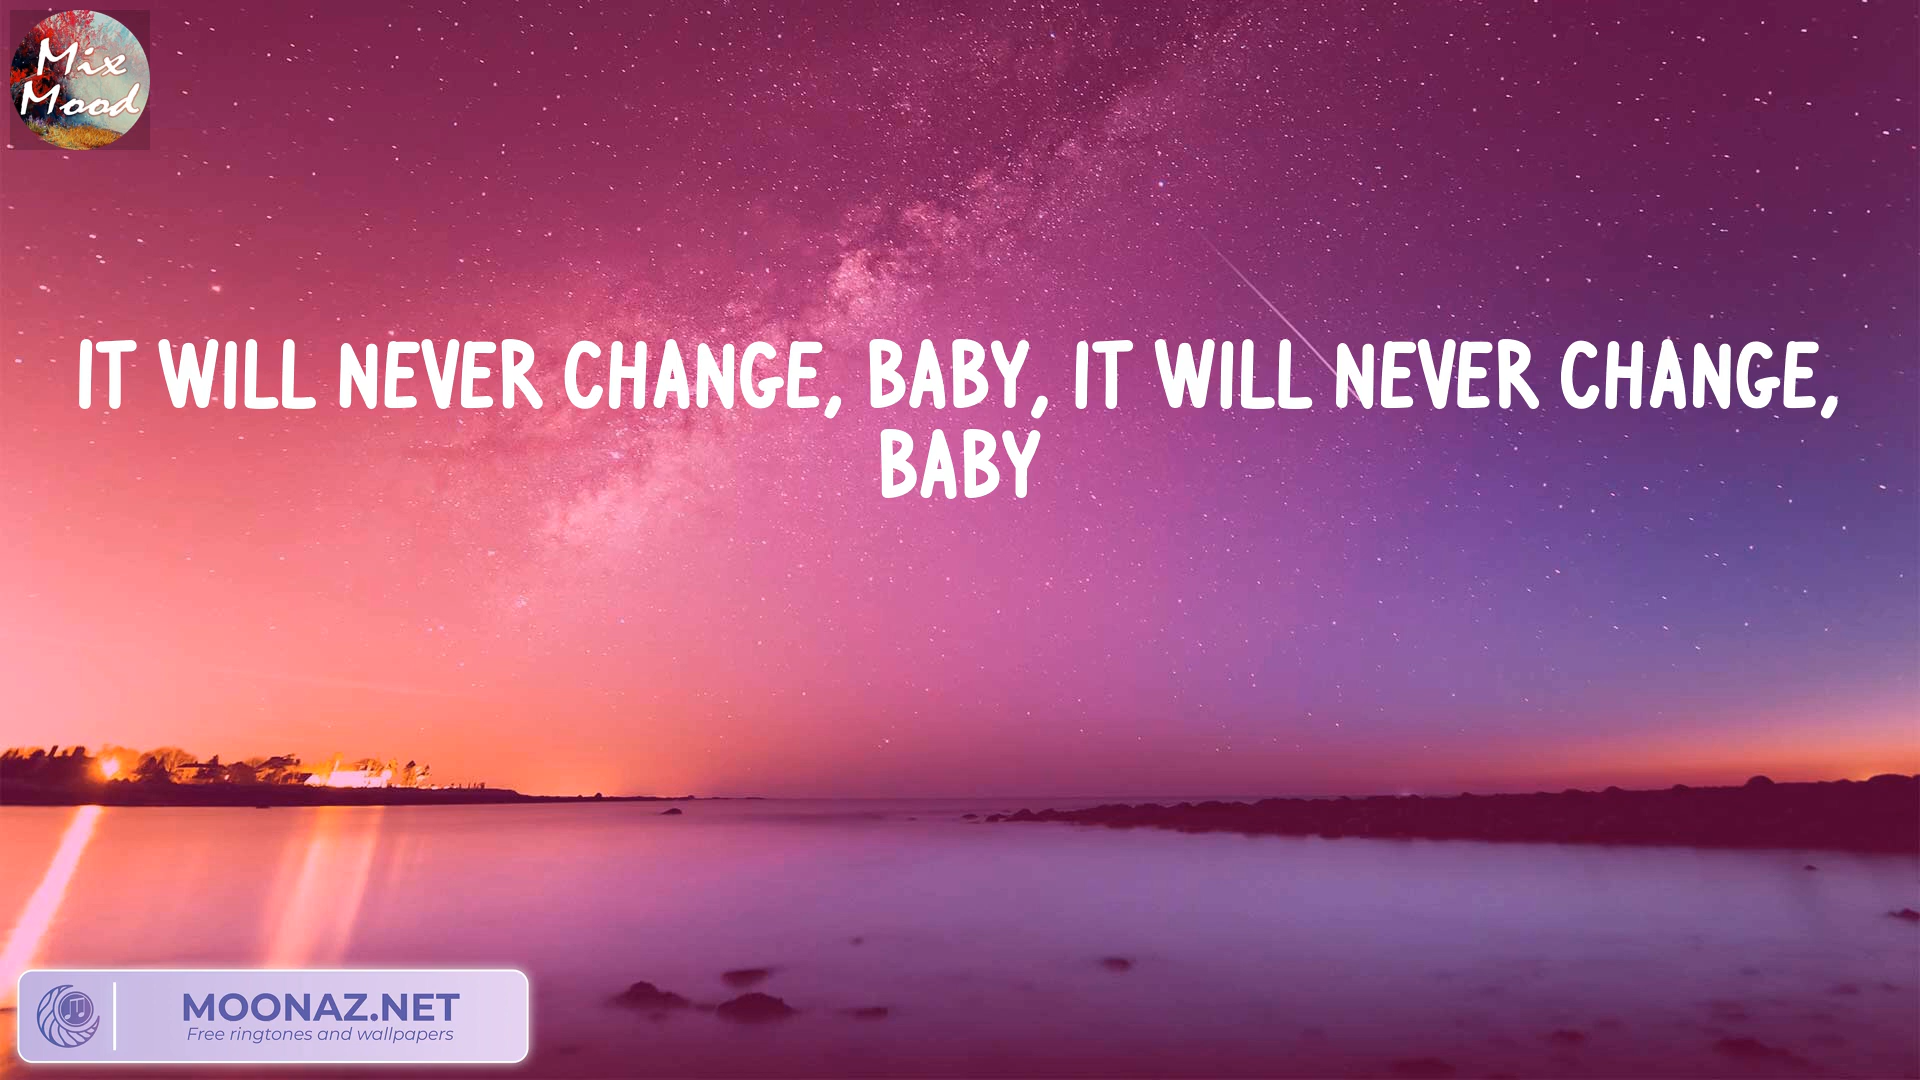 Mix
Mood
IT WILL NEVER CHANGE, BABY, IT WILL NEVER CHANGE,
BABY
MOONAZ.NET
Free ringtones and wallpapers